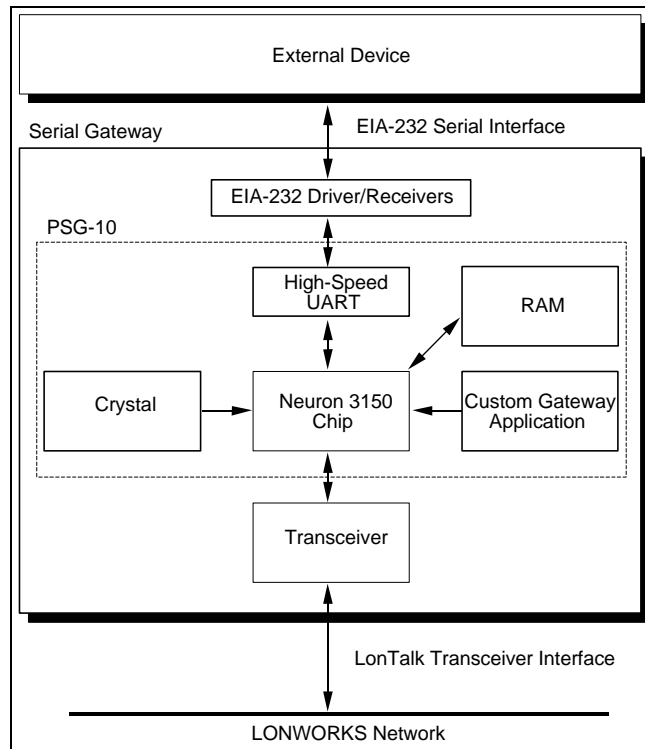 External Device
EIA-232 Serial Interface
Serial Gateway
EIA-232 Driver/Receivers
PSG-10
High-Speed
UART
RAM
Crystal
Neuron 3150
Chip
Custom Gateway
Application
Transceiver
LonTalk Transceiver Interface
LONWORKS Network